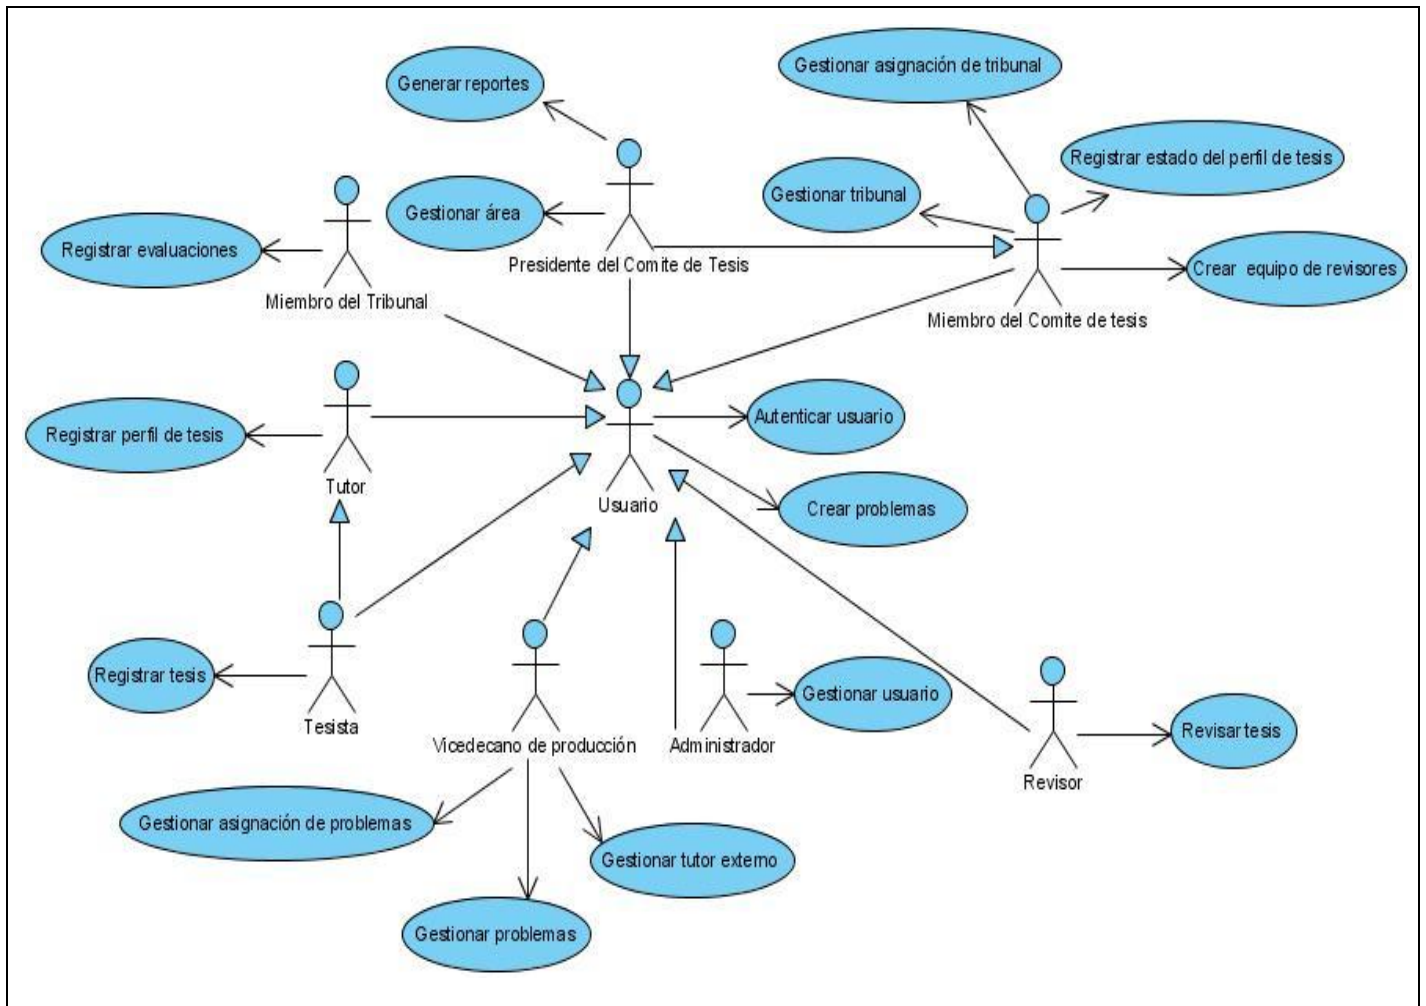 Gestionar asignación de tribunal
Generar reportes
Registrar estado del perfil de tesis
Gestionar tribunal
Gestionar área
Registrar evaluaciones
Presidente del Comite de Tesis
Crear equipo de revisores
Miembro del Tribunal
Miembro del Comite de tesis
Autenticar usuario
Registrar perfil de tesis
Tutor
Usuario
Crear problemas
Registrar tesis
Gestionar usuario
Tesista
Vicedecano de producción
Administrador
Revisar tesis
Revisor
Gestionar asignación de problemas
Gestionar tutor externo
Gestionar problemas